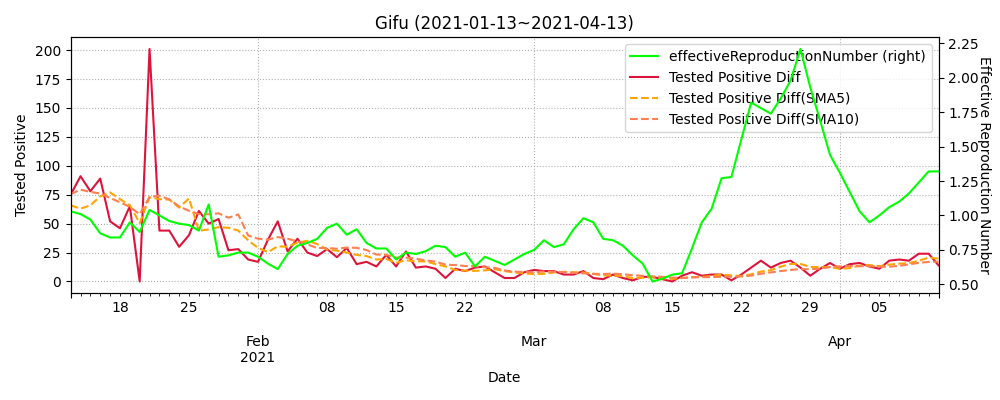 Gifu (2021-01-13~2021-04-13)
effectiveReproductionNumber (right)
Tested Positive Diff
Tested Positive Diff(SMA5)
Tested Positive Diff(SMA10)
Tested Positive
200
175
150
125
100
75
50
25
0
2.25
2.00
1.75
1.50
1.25
1.00
0.75
0.50
Effective Reproduction Number
18
25
08
15
22
08
15
22
29
05
Feb
2021
Mar
Apr
Date